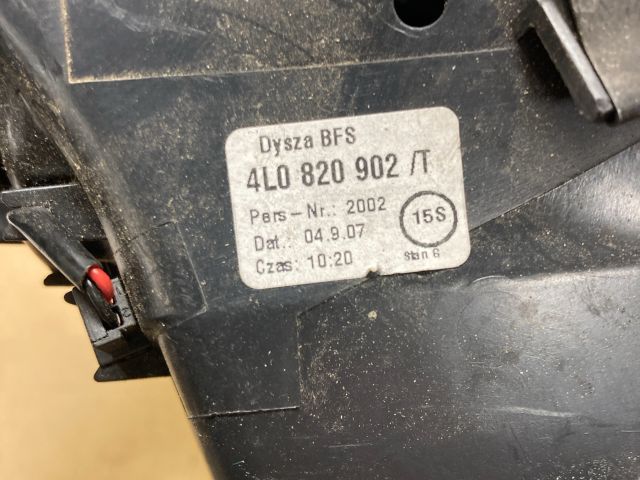 Dysza BFS
4L0 820 902 /T
Pers-Nr.: 2002
15S
Dat.: 04.9.07
Czas: 10:20
Stan 6